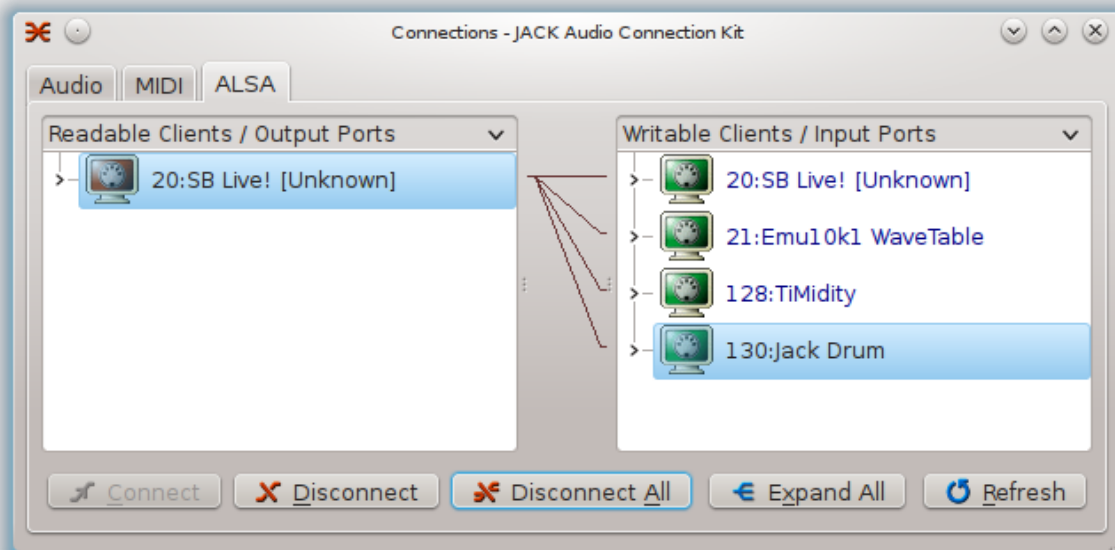 Connections - JACK Audio Connection Kit
Audio MIDI ALSA
Readable Clients / Output Ports
20:SB Live! [Unknown]
Writable Clients / Input Ports
20:SB Live! [Unknown]
21:Emu10k1 WaveTable
128:TiMidity
130:Jack Drum
Connect Disconnect Disconnect All Expand All Refresh